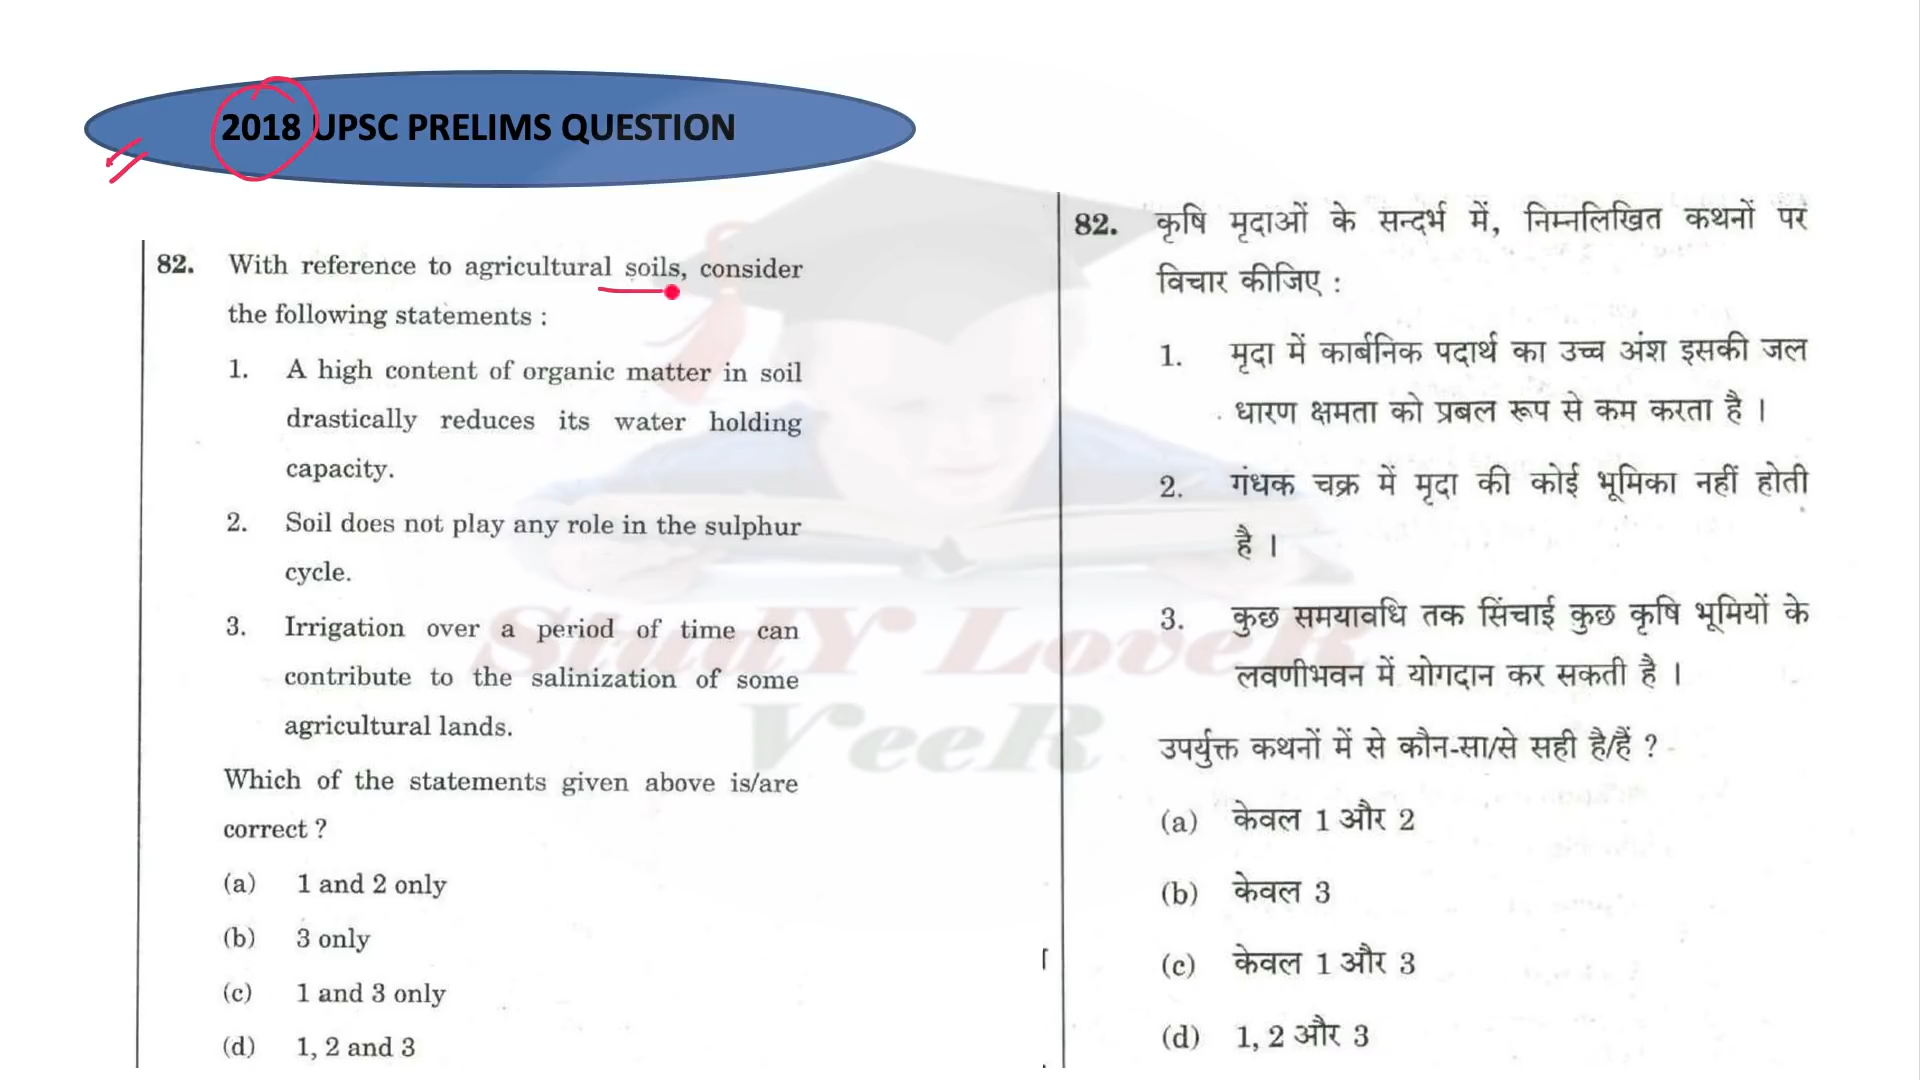 2018 UPSC PRELIMS QUESTION
82. With reference to agricultural soils, consider
the following statements :
1. A high content of organic matter in soil
drastically reduces its water holding
capacity.
2. Soil does not play any role in the sulphur
cycle.
3. Irrigation over a period of time can
contribute to the salinization of some
agricultural lands.
Which of the statements given above is/are
correct ?
(a) 1 and 2 only
(b) 3 only
(c) 1 and 3 only
(d) 1, 2 and 3
82. कृषि मृदाओं के सन्दर्भ में, निम्नलिखित कथनों पर
विचार कीजिए :
1. मृदा में कार्बनिक पदार्थ का उच्च अंश इसकी जल
धारण क्षमता को प्रबल रूप से कम करता है ।
2. गंधक चक्र में मृदा की कोई भूमिका नहीं होती
है ।
3. कुछ समयावधि तक सिंचाई कुछ कृषि भूमियों के
लवणीभवन में योगदान कर सकती है ।
उपर्युक्त कथनों में से कौन-सा/से सही है/हैं ?
(a) केवल 1 और 2
(b) केवल 3
(c) केवल 1 और 3
(d) 1, 2 और 3
StudY LoveR
VeeR